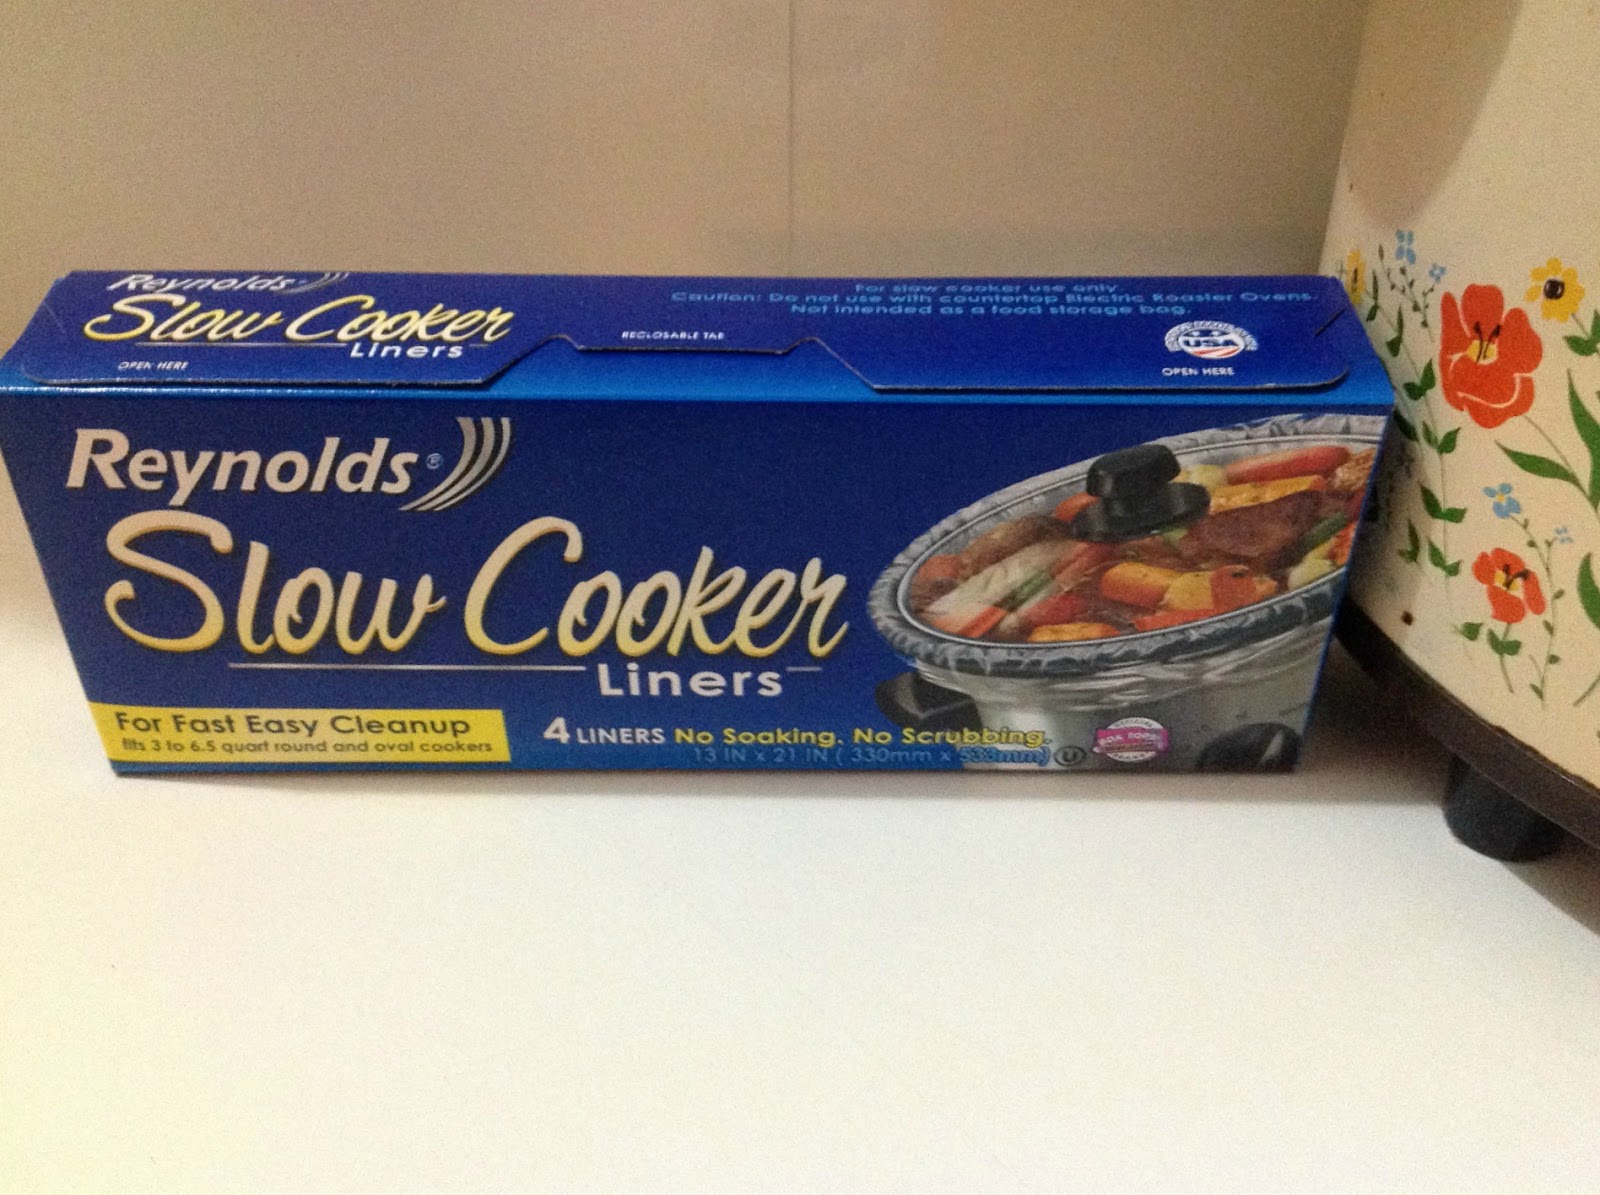 Reynolds
Slow Cooker
Liners
OPEN HERE
RECLOSABLE TAB
For slow cooker use only.
Caution: Do not use with countertop Electric Roaster Ovens.
Not intended as a food storage bag.
USA
OPEN HERE
Reynolds®
Slow Cooker
Liners
For Fast Easy Cleanup
fits 3 to 6.5 quart round and oval cookers
4 LINERS No Soaking. No Scrubbing.
13 IN x 21 IN ( 330mm x 533mm) U
BOX TOPS